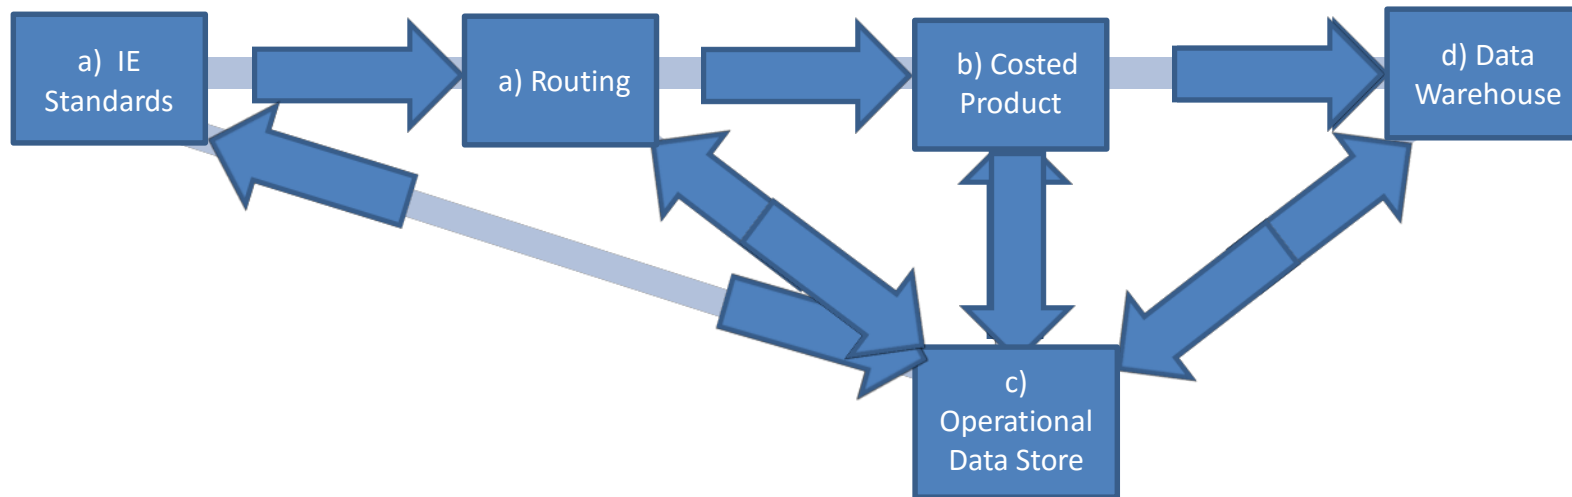 a) IE
Standards
a) Routing
b) Costed
Product
d) Data
Warehouse
c)
Operational
Data Store